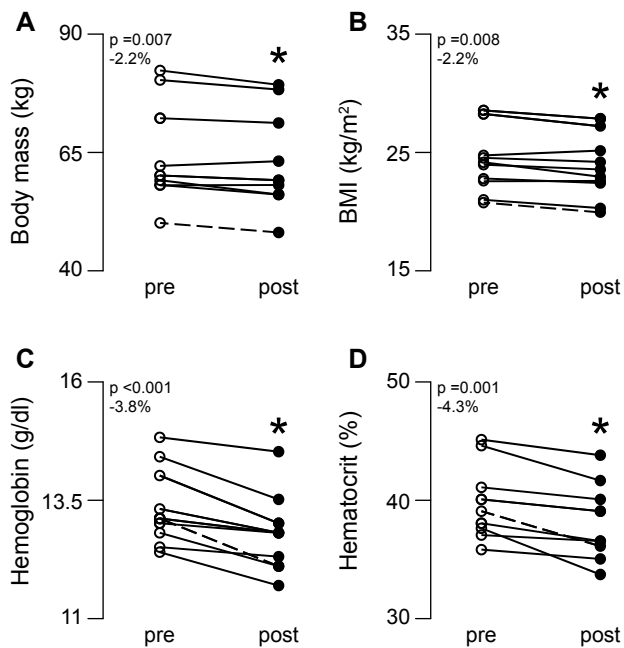 A
90
p =0.007
-2.2%
*
Body mass (kg)
65
40
pre
post
B
35
p =0.008
-2.2%
*
BMI (kg/m²)
25
15
pre
post
C
16
p <0.001
-3.8%
*
Hemoglobin (g/dl)
13.5
11
pre
post
D
50
p =0.001
-4.3%
*
Hematocrit (%)
40
30
pre
post